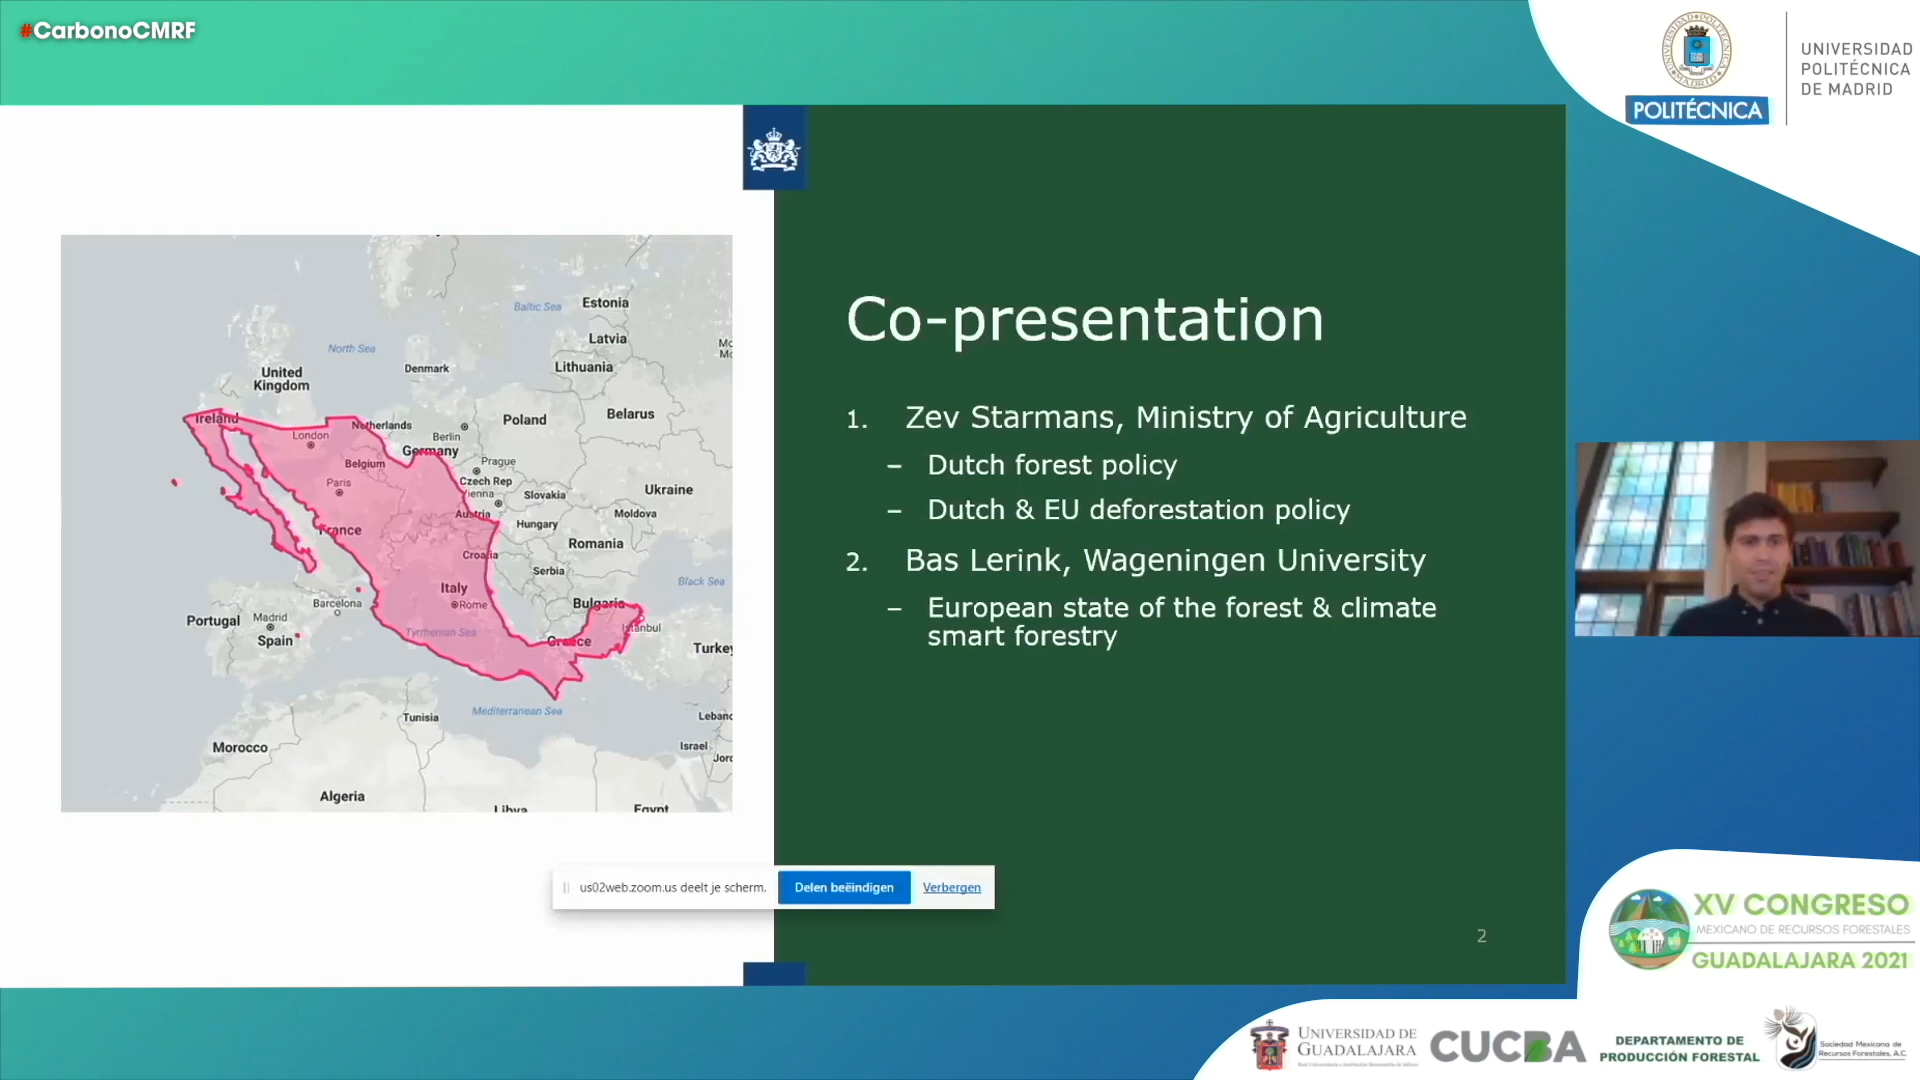 #CarbonoCMRF
POLITÉCNICA
UNIVERSIDAD
POLITÉCNICA
DE MADRID
Baltic Sea
Estonia
Latvia
North Sea
Lithuania
United
Kingdom
Denmark
Ireland
Netherlands
Poland
Belarus
London
Berlin
Germany
Belgium
Prague
Paris
Czech Rep
Vienna
Slovakia
Ukraine
Austria
Hungary
Moldova
France
Romania
Croatia
Serbia
Italy
Black Sea
Barcelona
Rome
Bulgaria
Portugal
Madrid
Spain
Tyrrhenian Sea
Greece
Istanbul
Turkey
Tunisia
Mediterranean Sea
Lebanc
Morocco
Israel
Jord
Algeria
Libya
Egypt
Co-presentation
1. Zev Starmans, Ministry of Agriculture
– Dutch forest policy
– Dutch & EU deforestation policy
2. Bas Lerink, Wageningen University
– European state of the forest & climate
smart forestry
us02web.zoom.us deelt je scherm. Delen beëindigen Verbergen
2
XV CONGRESO
MEXICANO DE RECURSOS FORESTALES
GUADALAJARA 2021
UNIVERSIDAD DE
GUADALAJARA
CUCBA
DEPARTAMENTO DE
PRODUCCIÓN FORESTAL
Sociedad Mexicana de
Recursos Forestales, A.C.